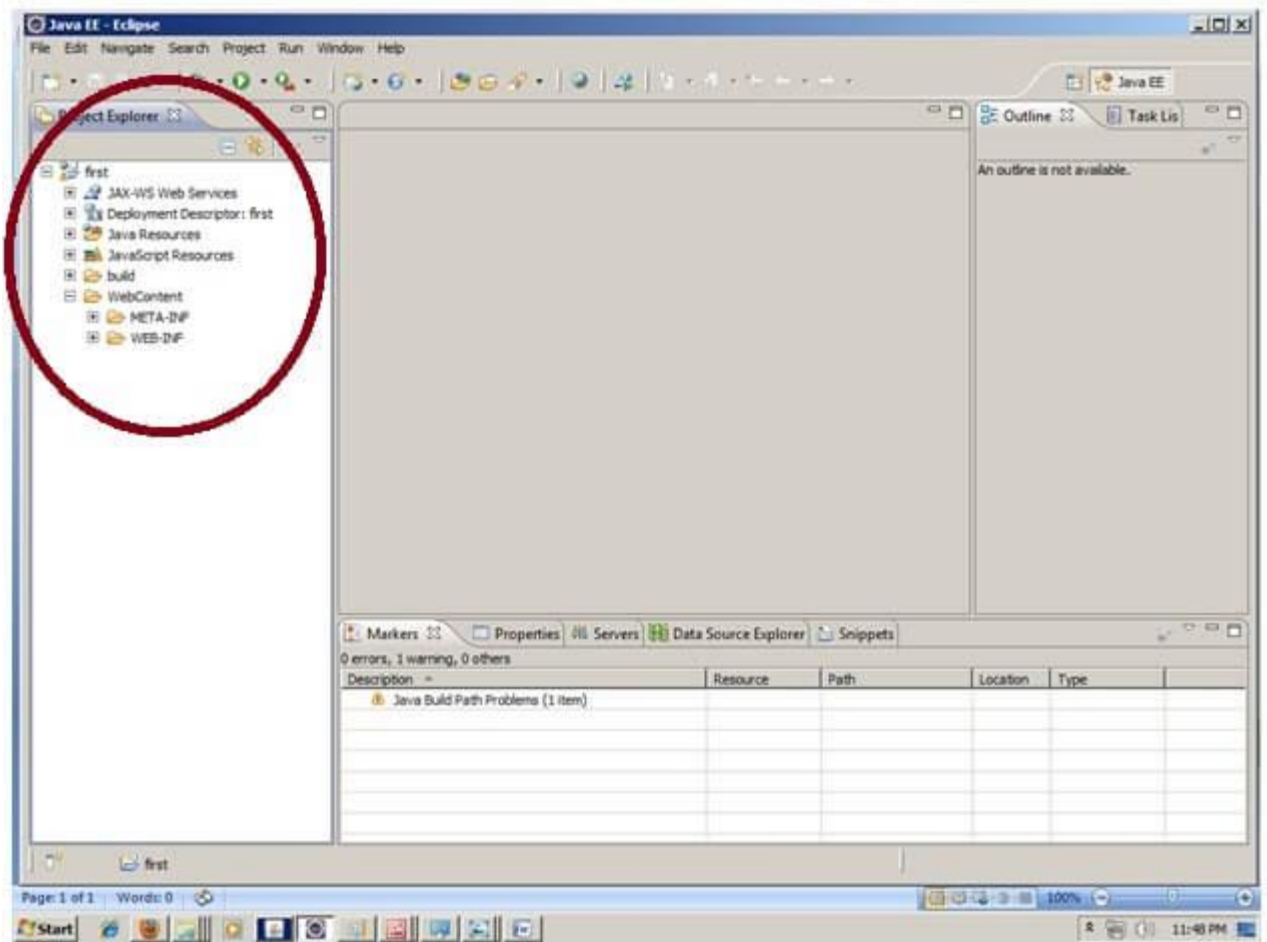 Java EE - Eclipse
File Edit Navigate Search Project Run Window Help
Java EE
Project Explorer
Outline Task Lis
first
An outline is not available.
JAX-WS Web Services
Deployment Descriptor: first
Java Resources
JavaScript Resources
build
WebContent
META-INF
WEB-INF
Markers Properties Servers Data Source Explorer Snippets
0 errors, 1 warning, 0 others
Description Resource Path Location Type
Java Build Path Problems (1 item)
first
Page: 1 of 1 Words: 0 100%
Start 11:48 PM